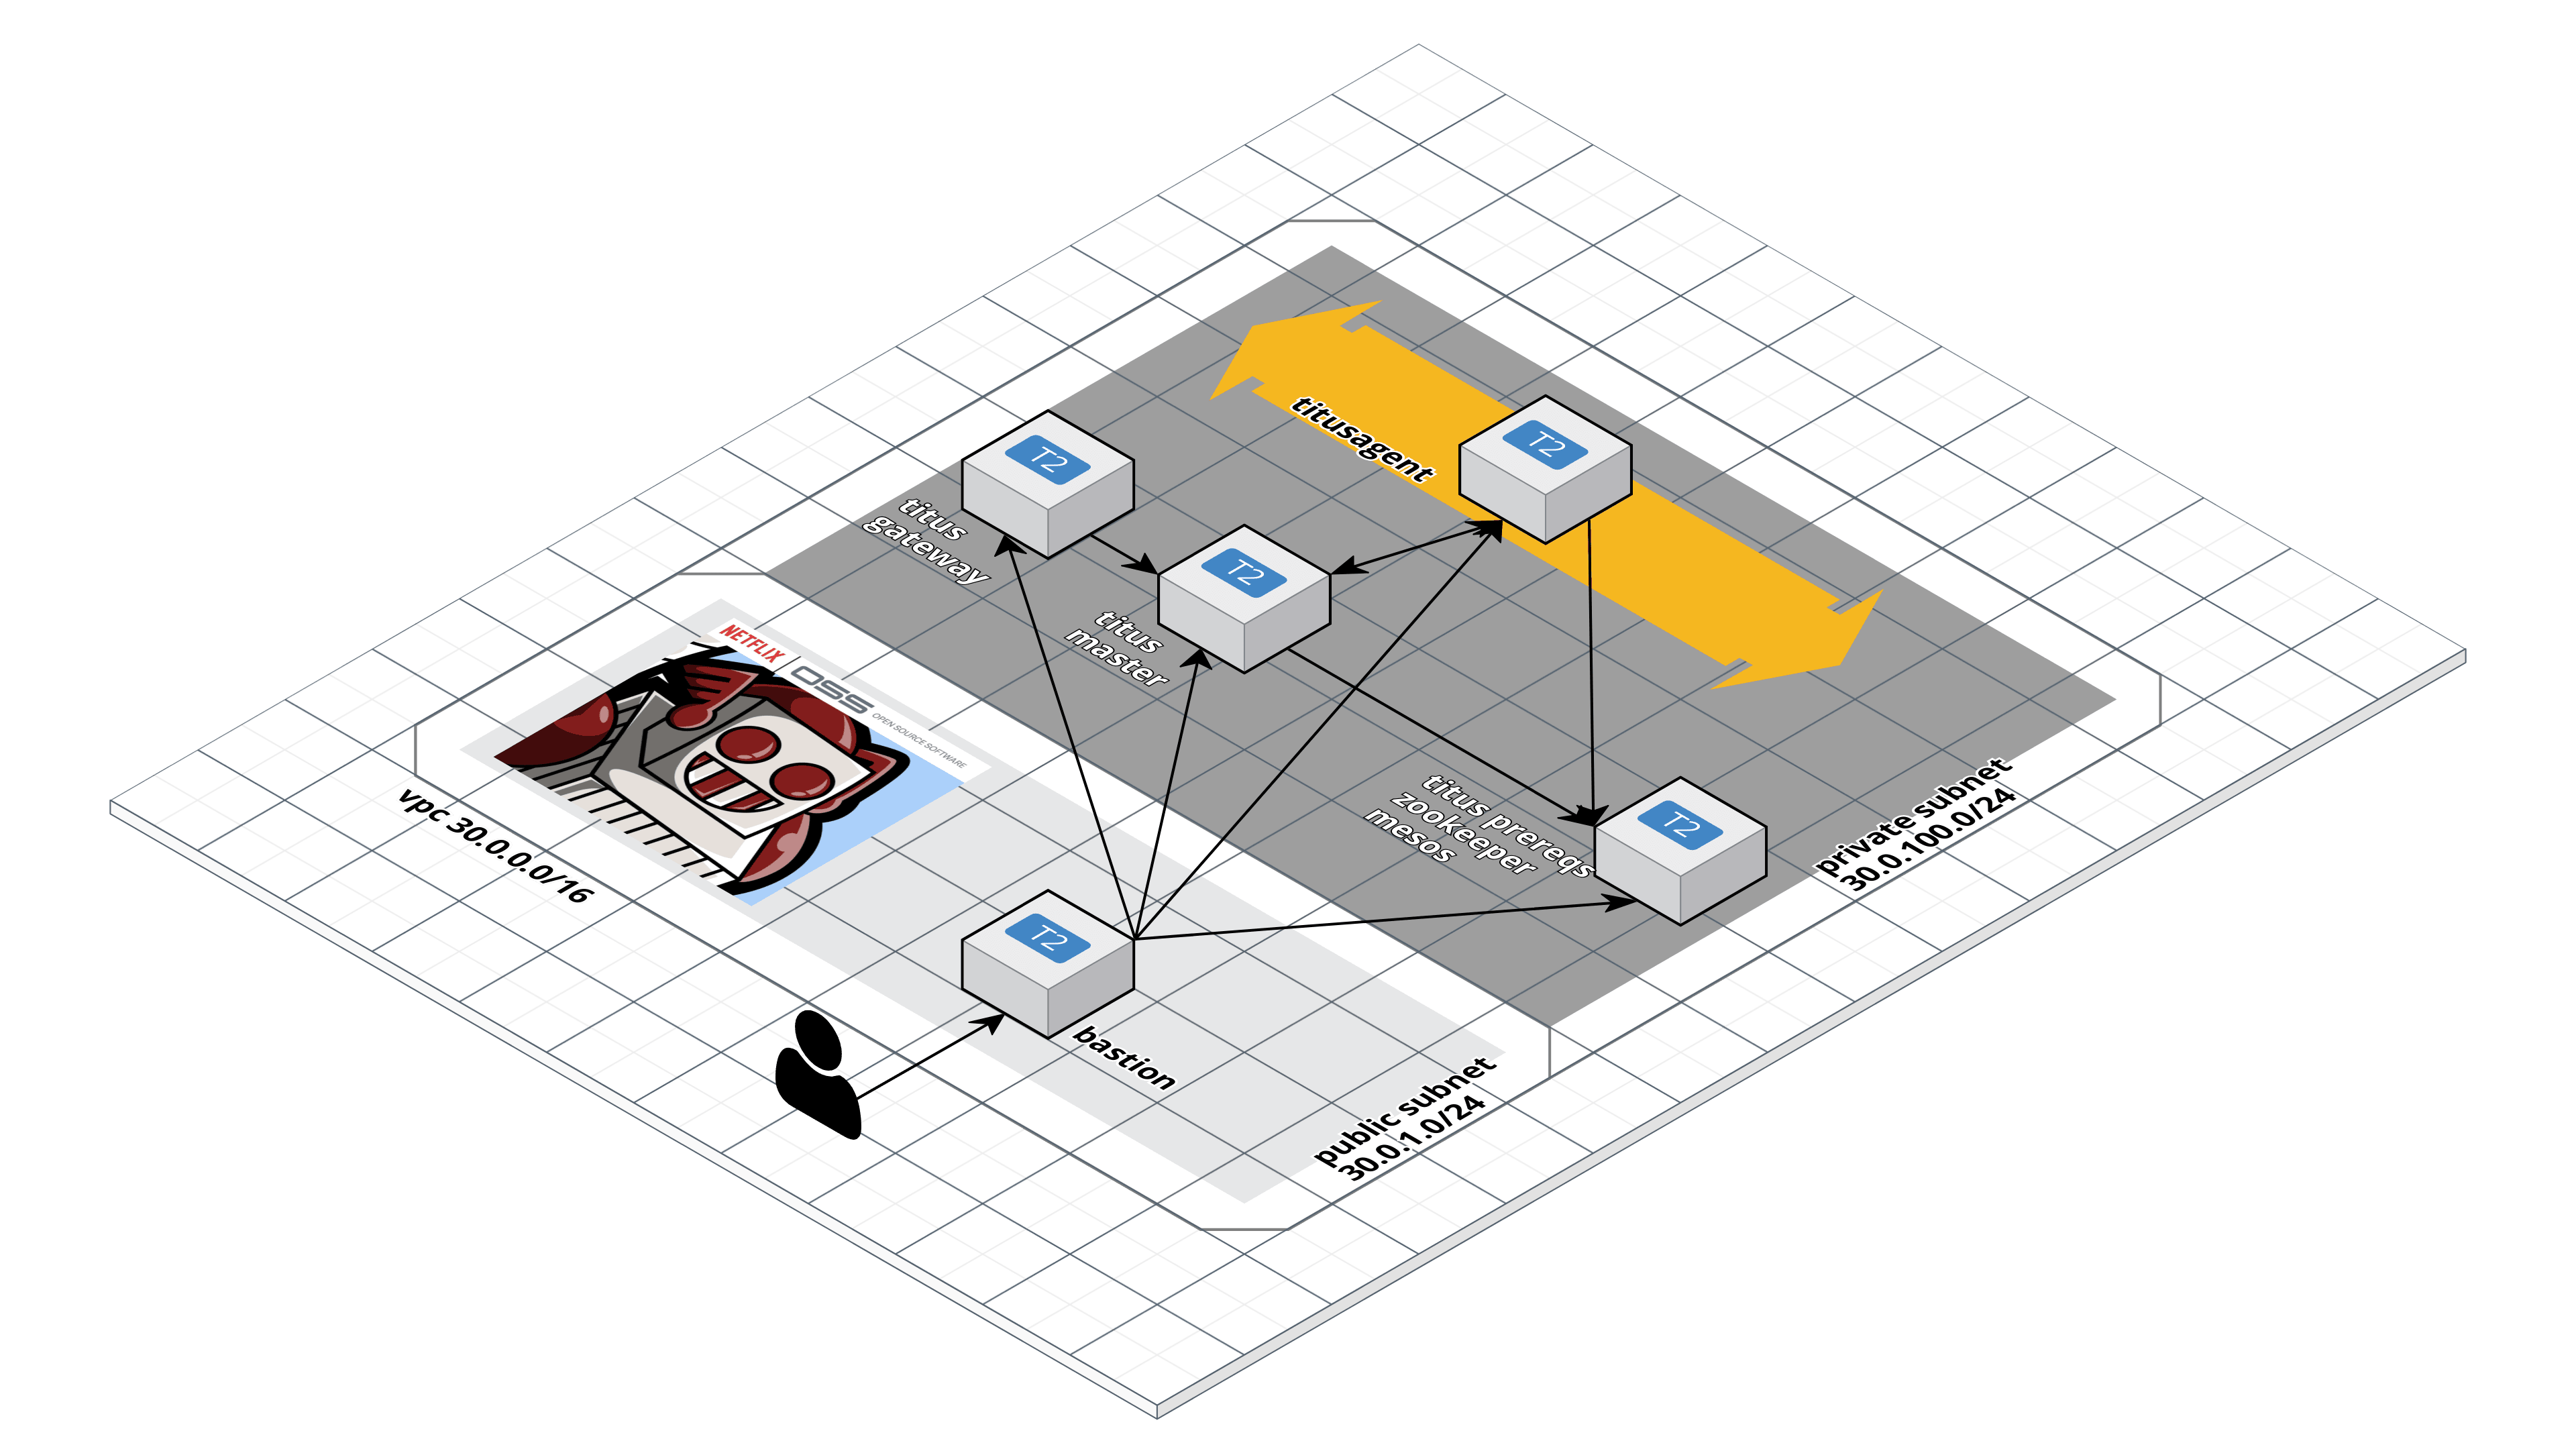 T2
titusagent
T2
titus
gateway
T2
titus
master
NETFLIX
OSS
OPEN SOURCE SOFTWARE
vpc 30.0.0.0/16
titus prereqs
zookeeper
mesos
T2
private subnet
30.0.100.0/24
T2
bastion
public subnet
30.0.1.0/24